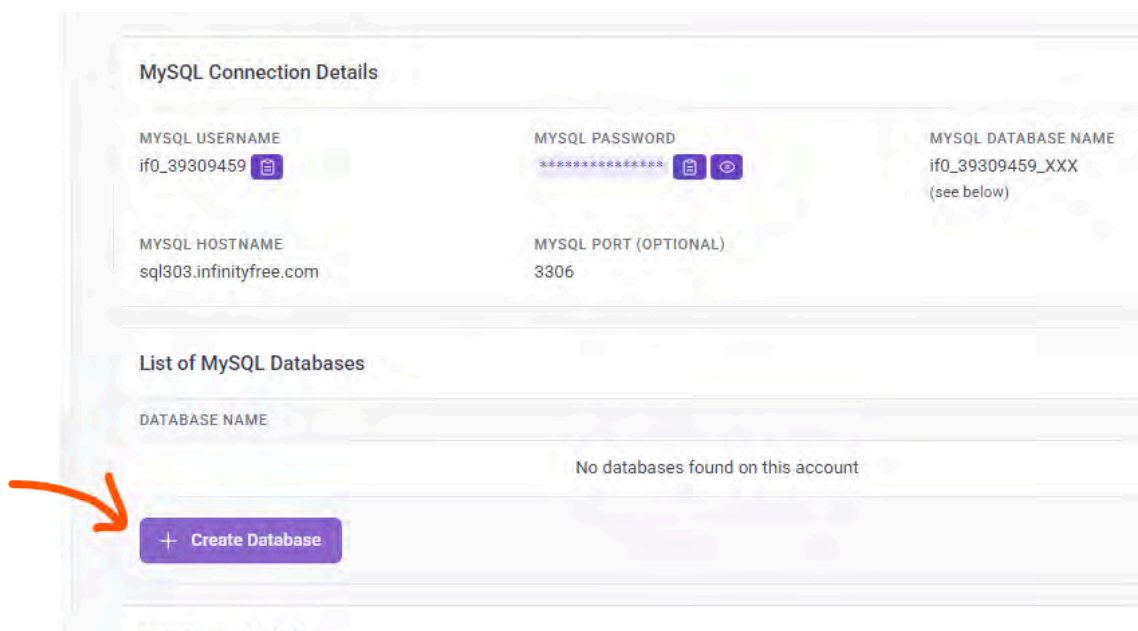 MySQL Connection Details
MYSQL USERNAME
if0_39309459
MYSQL PASSWORD
***************
MYSQL DATABASE NAME
if0_39309459_XXX
(see below)
MYSQL HOSTNAME
sql303.infinityfree.com
MYSQL PORT (OPTIONAL)
3306
List of MySQL Databases
DATABASE NAME
No databases found on this account
+ Create Database